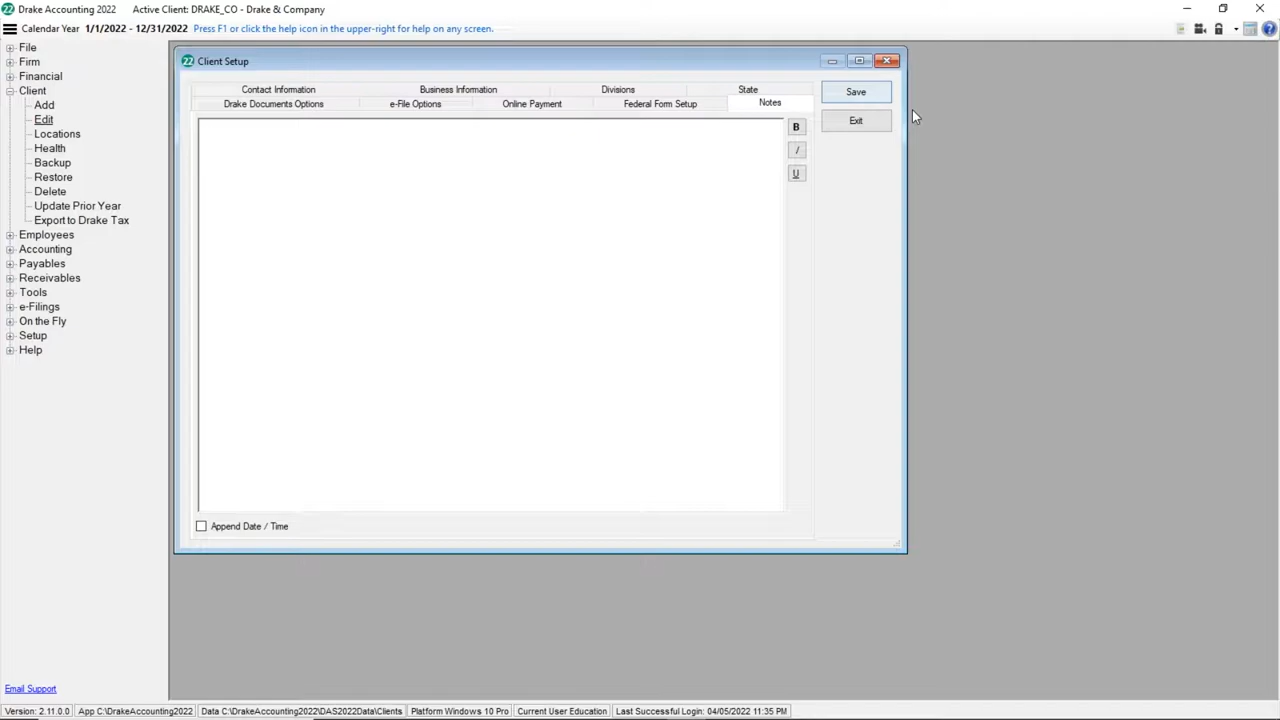 Drake Accounting 2022 Active Client: DRAKE_CO - Drake & Company
Calendar Year 1/1/2022 - 12/31/2022 Press F1 or click the help icon in the upper-right for help on any screen.
File
Firm
Financial
Client
Add
Edit
Locations
Health
Backup
Restore
Delete
Update Prior Year
Export to Drake Tax
Employees
Accounting
Payables
Receivables
Tools
e-Filings
On the Fly
Setup
Help
Email Support
22 Client Setup
Contact Information Business Information Divisions State
Drake Documents Options e-File Options Online Payment Federal Form Setup Notes
Save
Exit
B
I
U
Append Date / Time
Version: 2.11.0.0 App C:\DrakeAccounting2022 Data C:\DrakeAccounting2022\DAS2022Data\Clients Platform Windows 10 Pro Current User Education Last Successful Login: 04/05/2022 11:35 PM